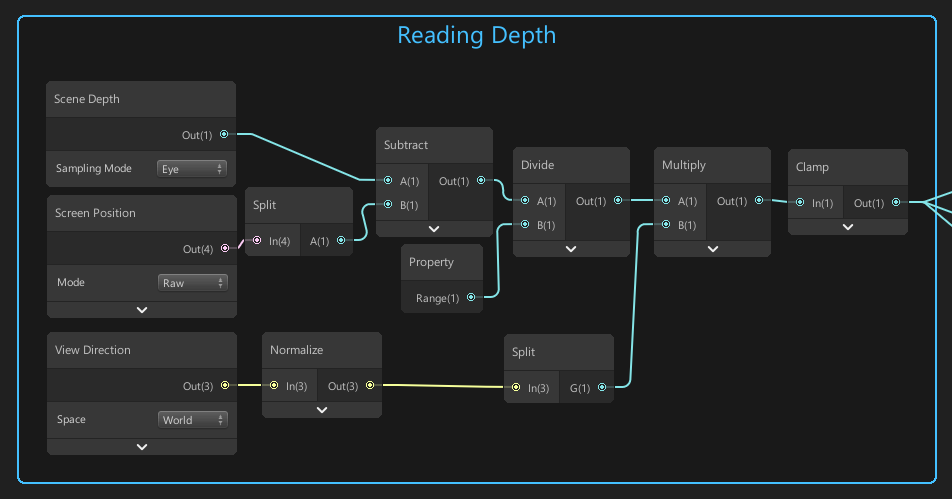 Reading Depth
Scene Depth
Out(1)
Sampling Mode Eye
Screen Position
Out(4)
Mode Raw
Split
In(4) A(1)
Subtract
A(1) Out(1)
B(1)
Property
Range(1)
Divide
A(1) Out(1)
B(1)
Multiply
A(1) Out(1)
B(1)
Clamp
In(1) Out(1)
View Direction
Out(3)
Space World
Normalize
In(3) Out(3)
Split
In(3) G(1)